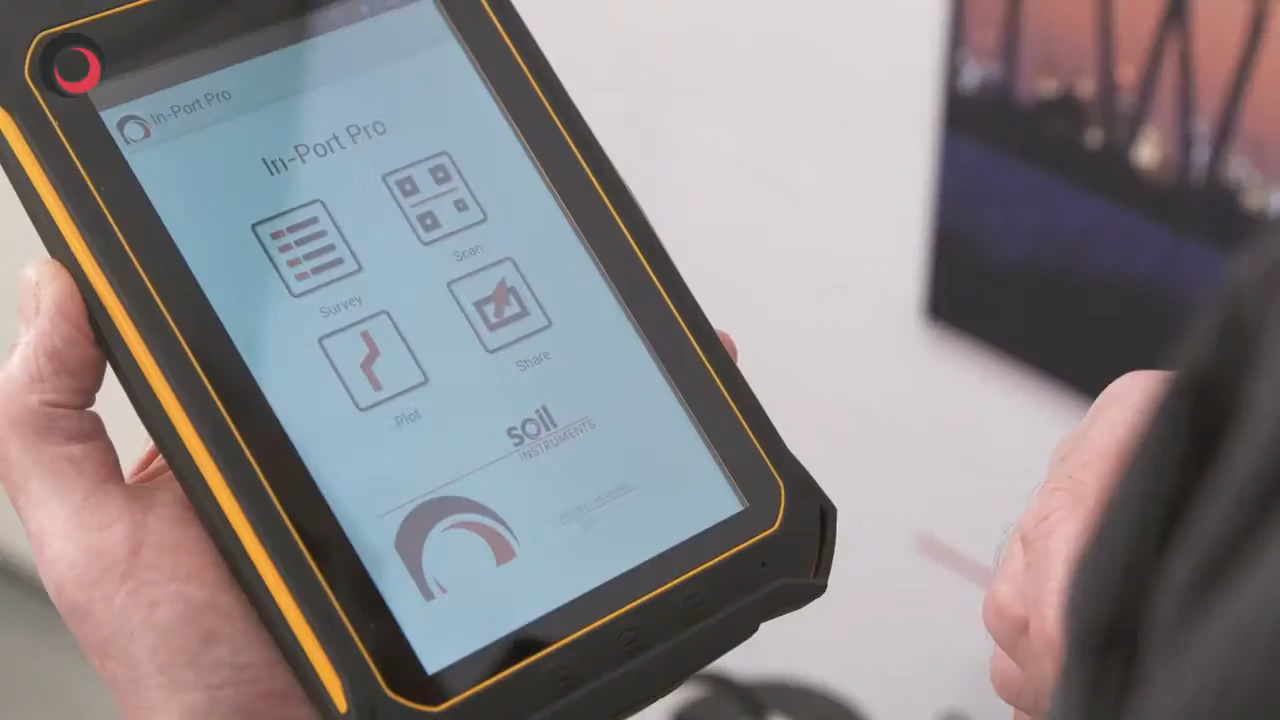 In-Port Pro
In-Port Pro
Survey
Scan
Plot
Share
soil
INSTRUMENTS